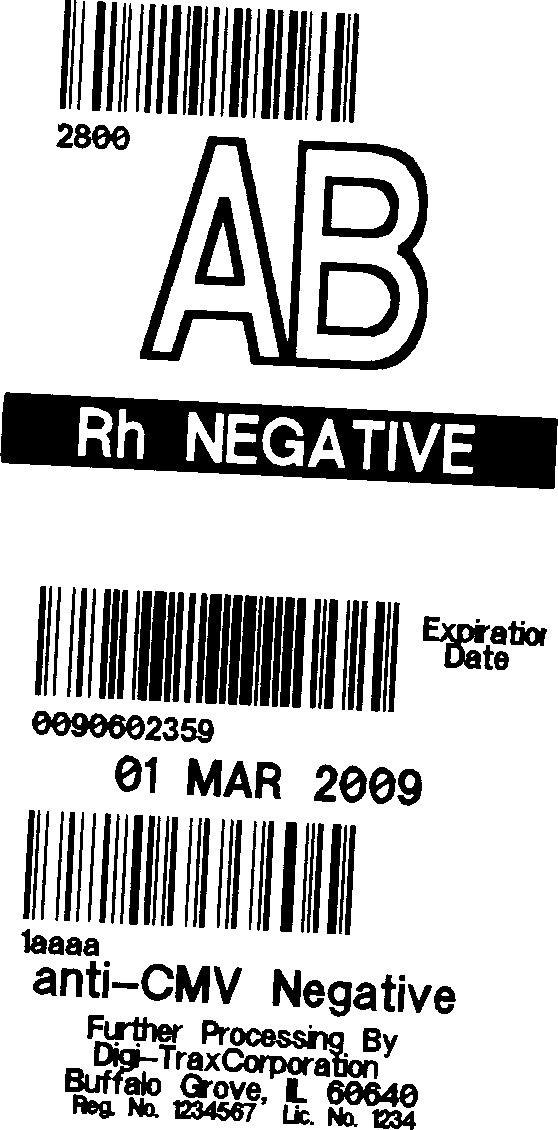 2800
AB
Rh NEGATIVE
Expiration
Date
0090602359
01 MAR 2009
1aaaa
anti-CMV Negative
Further Processing By
Digi-TraxCorporation
Buffalo Grove, IL 60640
Reg. No. 1234567 Lic. No. 1234